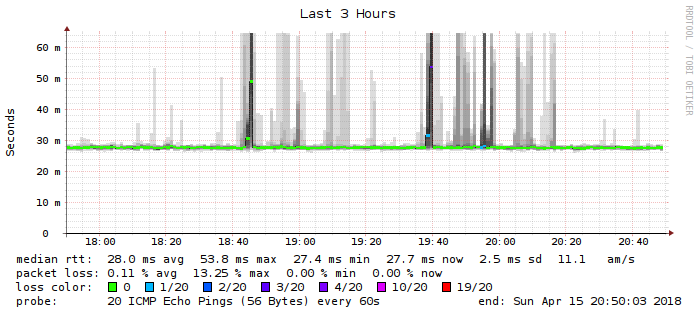 Last 3 Hours
RRDTOOL / TOBI OETIKER
Seconds
60 m
50 m
40 m
30 m
20 m
10 m
0
18:00 18:20 18:40 19:00 19:20 19:40 20:00 20:20 20:40
median rtt: 28.0 ms avg 53.8 ms max 27.4 ms min 27.7 ms now 2.5 ms sd 11.1 am/s
packet loss: 0.11 % avg 13.25 % max 0.00 % min 0.00 % now
loss color: 0 1/20 2/20 3/20 4/20 10/20 19/20
probe: 20 ICMP Echo Pings (56 Bytes) every 60s end: Sun Apr 15 20:50:03 2018